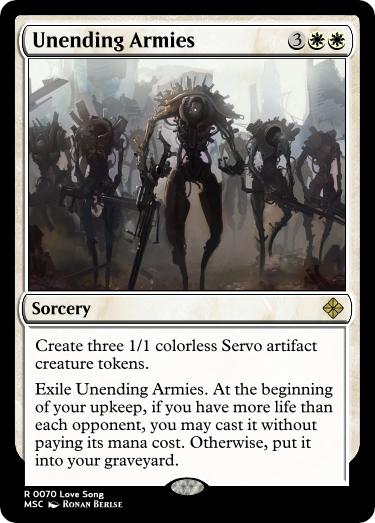 Unending Armies 3
Sorcery
Create three 1/1 colorless Servo artifact
creature tokens.
Exile Unending Armies. At the beginning
of your upkeep, if you have more life than
each opponent, you may cast it without
paying its mana cost. Otherwise, put it
into your graveyard.
R 0070 Love Song
MSC Ronan Berlse